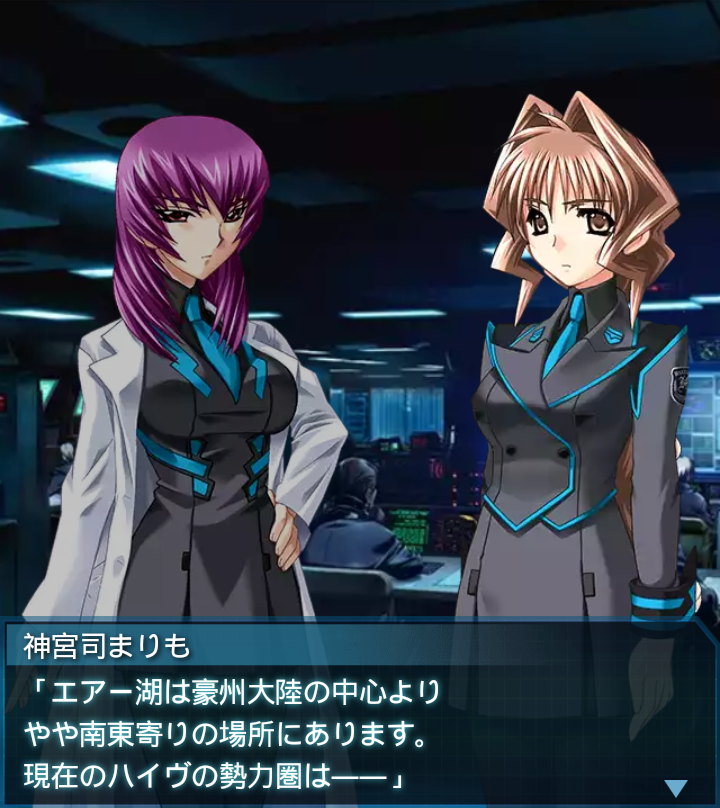 神宮司まりも
「エアー湖は豪州大陸の中心より
やや南東寄りの場所にあります。
現在のハイヴの勢力圏は――」